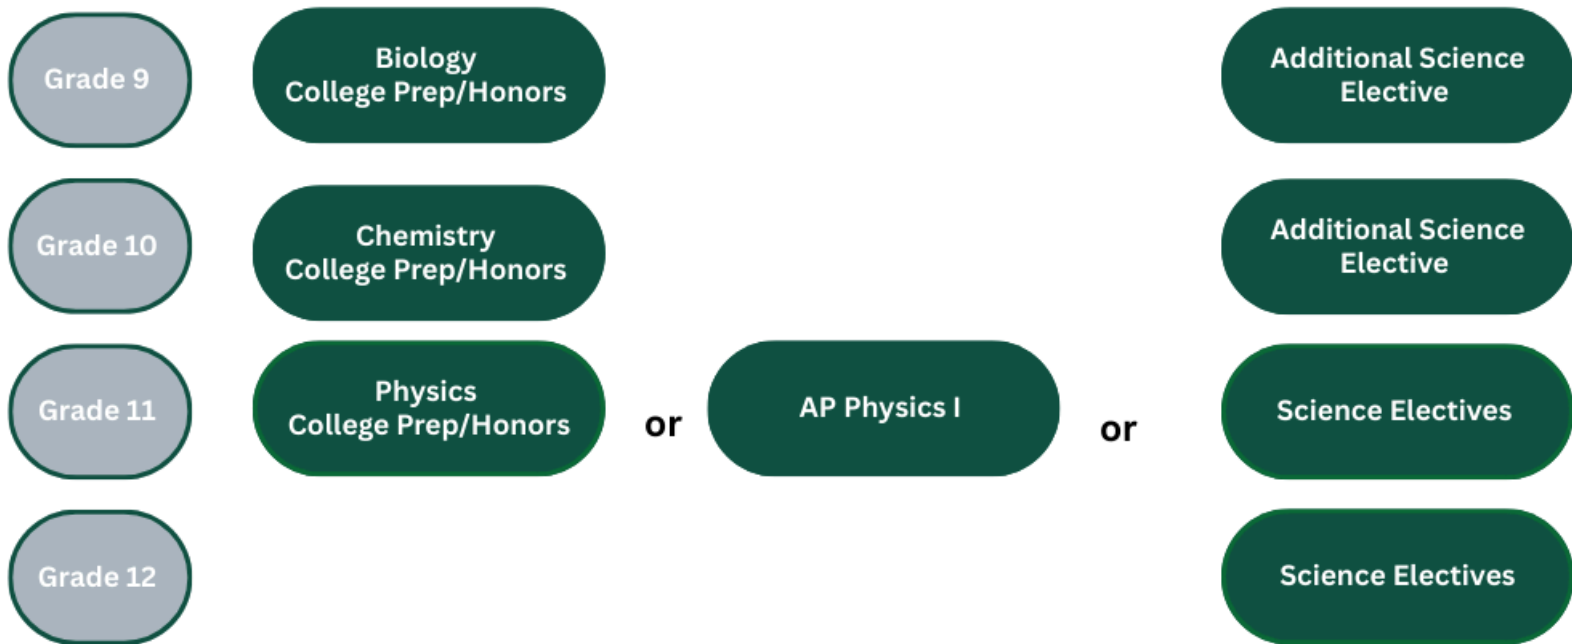 Grade 9
Biology
College Prep/Honors
Additional Science
Elective
Grade 10
Chemistry
College Prep/Honors
Additional Science
Elective
Grade 11
Physics
College Prep/Honors
or
AP Physics I
or
Science Electives
Grade 12
Science Electives